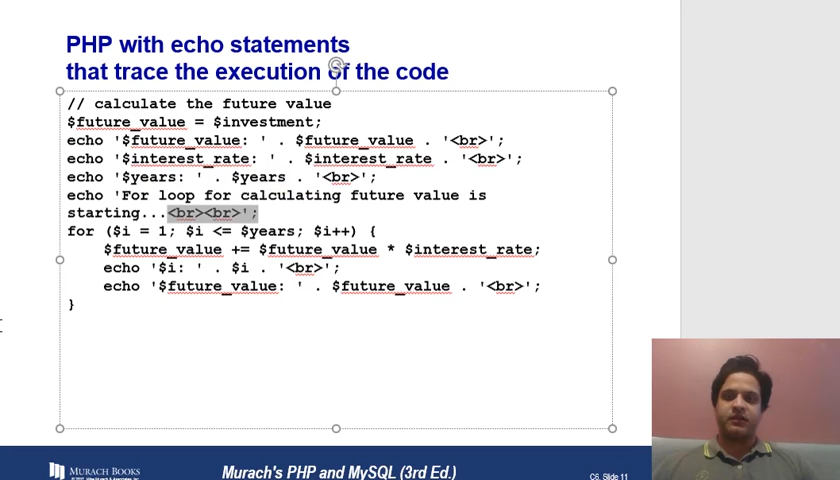 PHP with echo statements
that trace the execution of the code
// calculate the future value
$future_value = $investment;
echo '$future_value: ' . $future_value . '<br>';
echo '$interest_rate: ' . $interest_rate . '<br>';
echo '$years: ' . $years . '<br>';
echo 'For loop for calculating future value is
starting...<br><br>';
for ($i = 1; $i <= $years; $i++) {
    $future_value += $future_value * $interest_rate;
    echo '$i: ' . $i . '<br>';
    echo '$future_value: ' . $future_value . '<br>';
}
MURACH BOOKS
Murach's PHP and MySQL (3rd Ed.)
C6, Slide 11